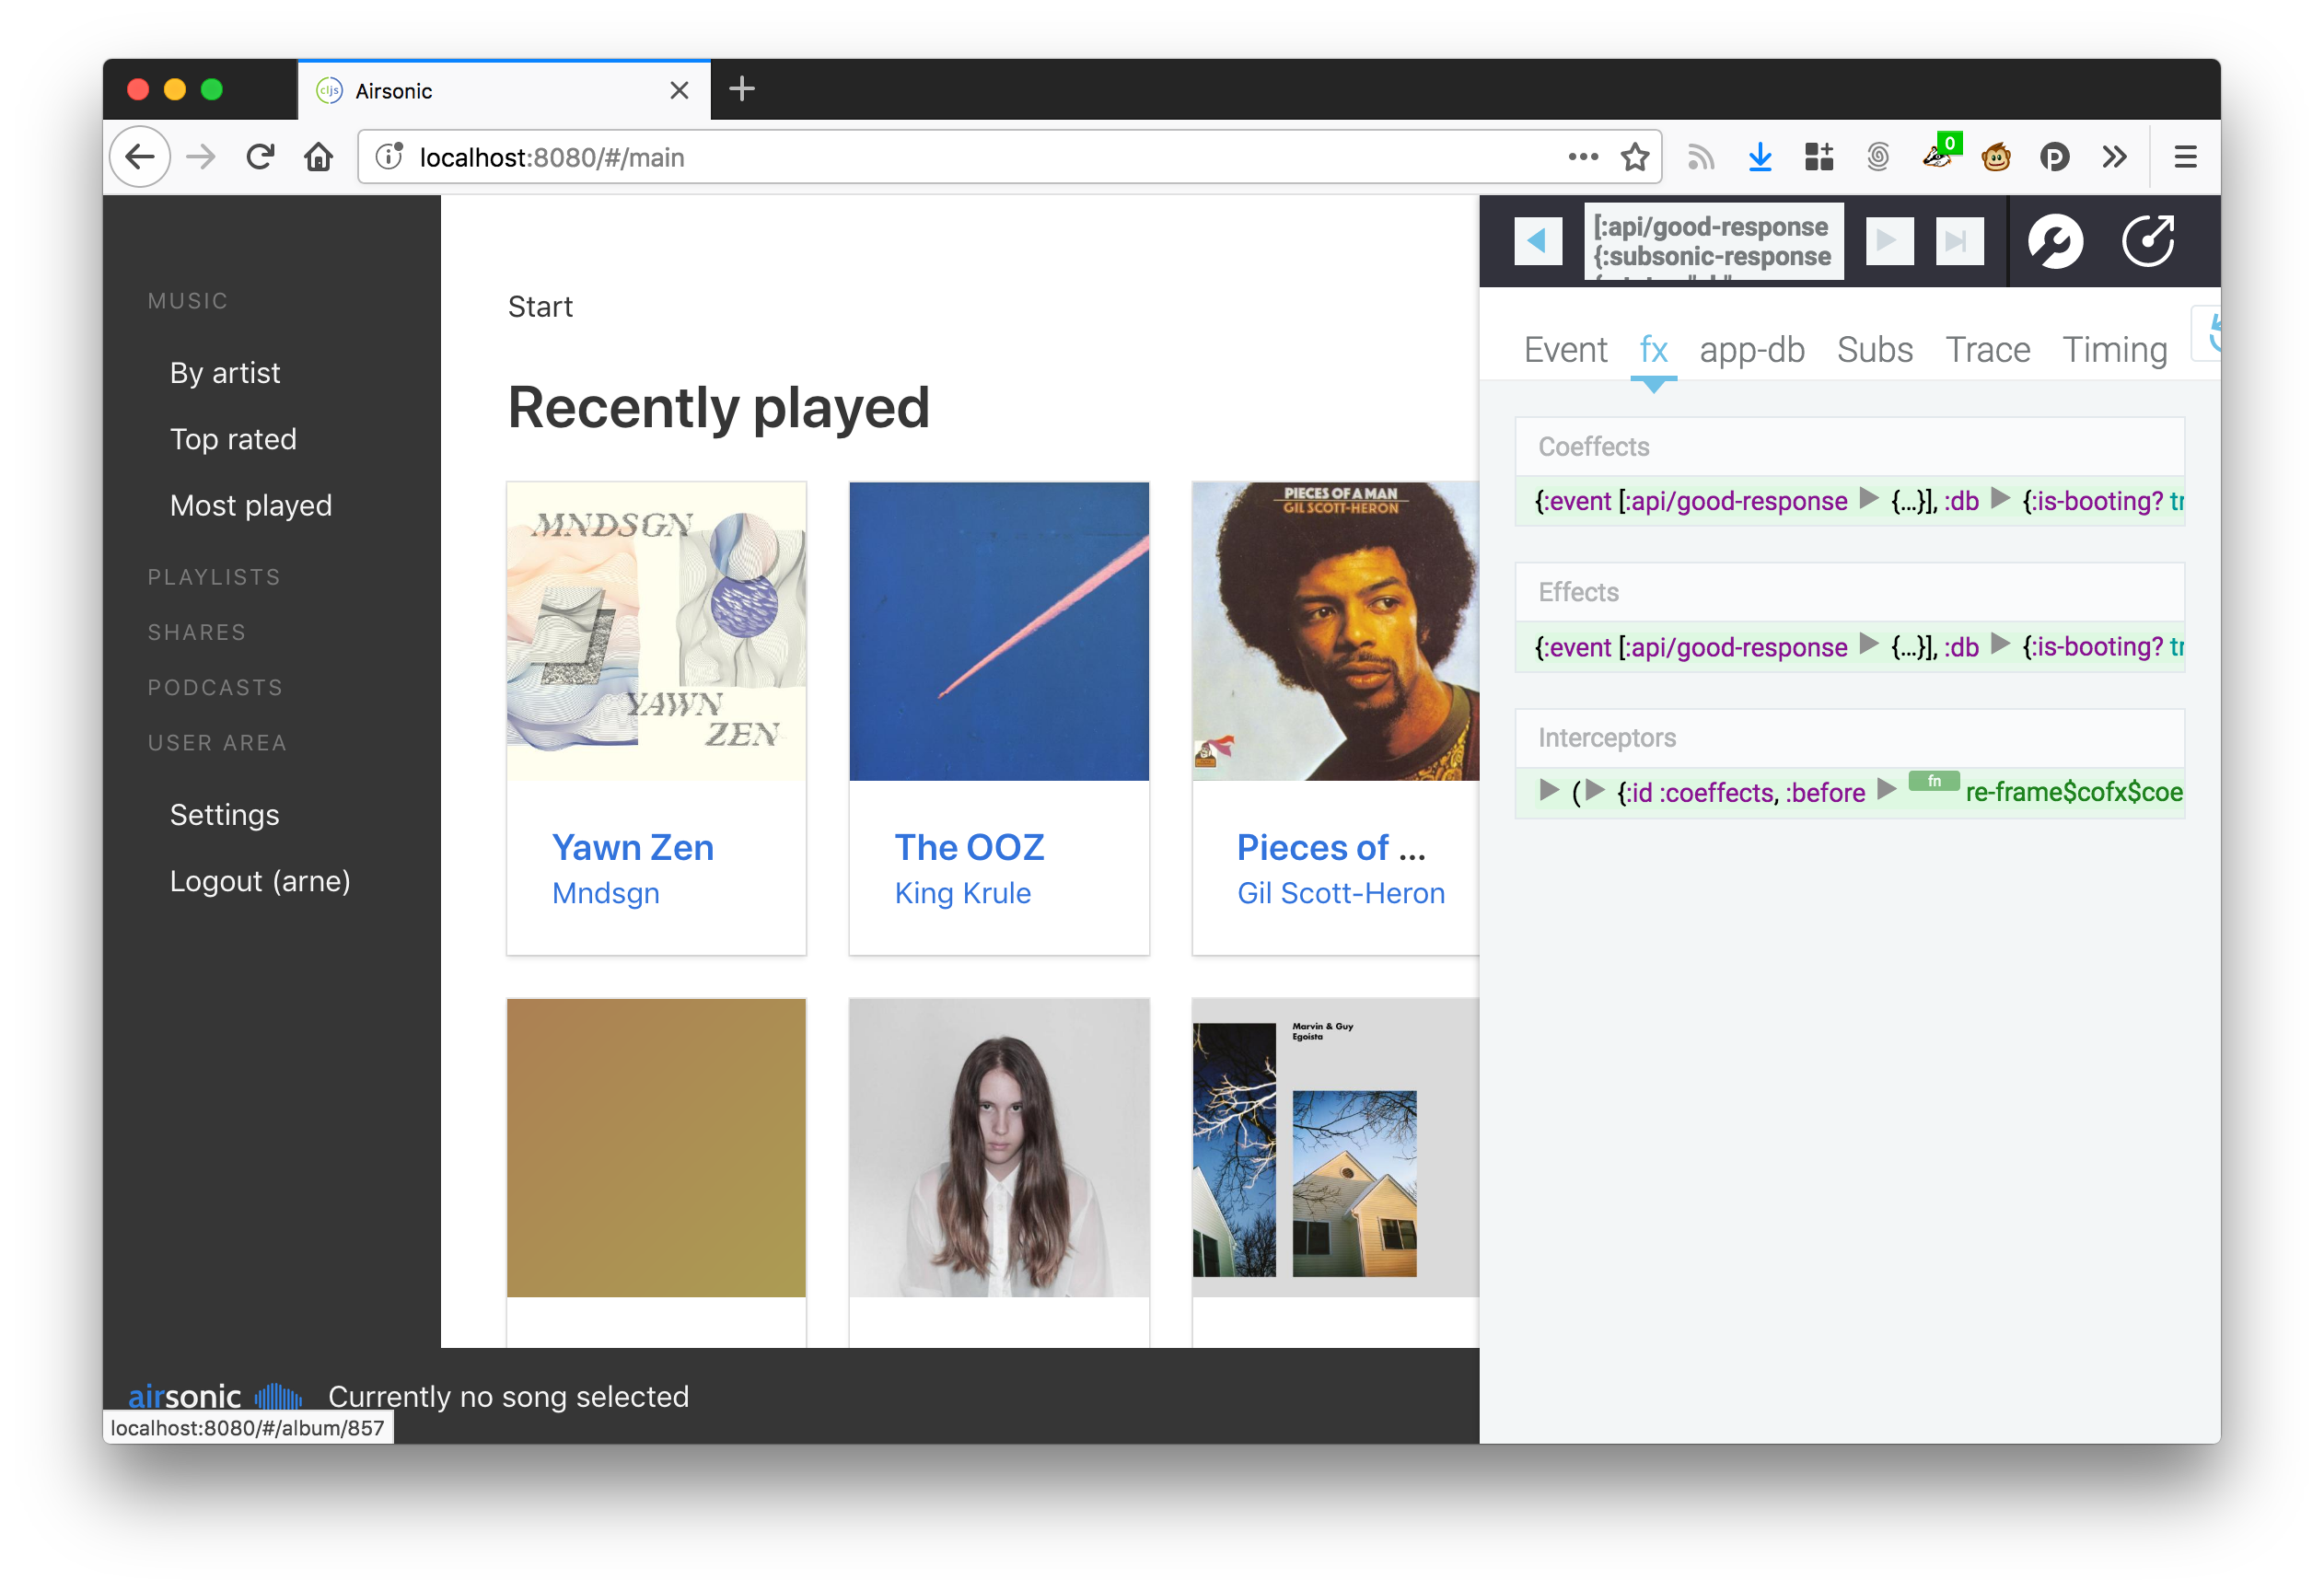 cljs Airsonic
localhost:8080/#/main
0
MUSIC
By artist
Top rated
Most played
PLAYLISTS
SHARES
PODCASTS
USER AREA
Settings
Logout (arne)
Start
Recently played
MNDSGN
YAWN
ZEN
Yawn Zen
Mndsgn
The OOZ
King Krule
PIECES OF A MAN
GIL SCOTT-HERON
Pieces of ...
Gil Scott-Heron
Marvin & Guy
Egoista
[:api/good-response
{:subsonic-response
Event fx app-db Subs Trace Timing
Coeffects
{:event [:api/good-response {...}], :db {:is-booting? tr
Effects
{:event [:api/good-response {...}], :db {:is-booting? tr
Interceptors
( {:id :coeffects, :before fn re-frame$cofx$coe
airsonic Currently no song selected
localhost:8080/#/album/857